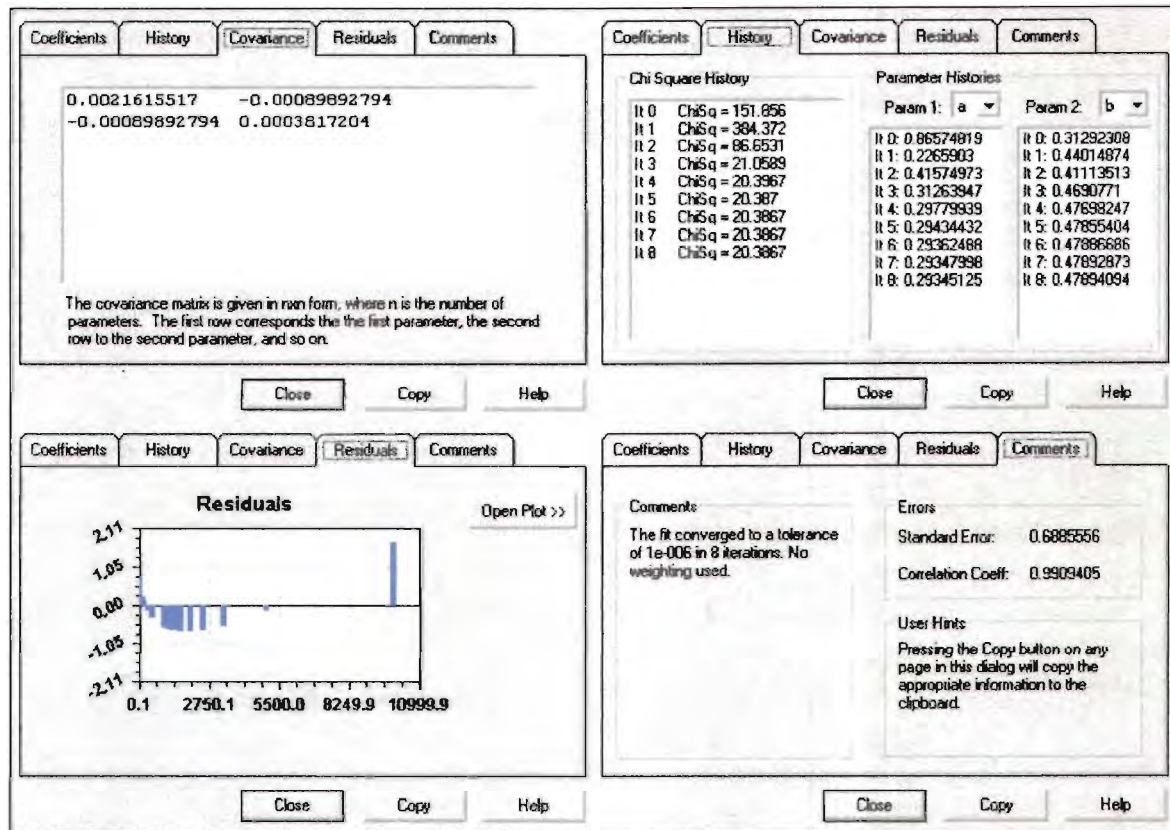 Coefficients History Covariance Residuals Comments
0.0021615517 -0.00089892794
-0.00089892794 0.0003817204
The covariance matrix is given in nxn form, where n is the number of
parameters. The first row corresponds the the first parameter, the second
row to the second parameter, and so on.
Close Copy Help
Coefficients History Covariance Residuals Comments
Chi Square History
It 0 ChiSq = 151.856
It 1 ChiSq = 384.372
It 2 ChiSq = 86.6531
It 3 ChiSq = 21.0589
It 4 ChiSq = 20.3967
It 5 ChiSq = 20.387
It 6 ChiSq = 20.3867
It 7 ChiSq = 20.3867
It 8 ChiSq = 20.3867
Parameter Histories
Param 1: a
It 0: 0.86574819
It 1: 0.2265903
It 2: 0.41574973
It 3: 0.31263947
It 4: 0.29779939
It 5: 0.29434432
It 6: 0.29362488
It 7: 0.29347998
It 8: 0.29345125
Param 2: b
It 0: 0.31292308
It 1: 0.44014874
It 2: 0.41113513
It 3: 0.4690771
It 4: 0.47698247
It 5: 0.47855404
It 6: 0.47886686
It 7: 0.47892873
It 8: 0.47894094
Close Copy Help
Coefficients History Covariance Residuals Comments
Residuals
Open Plot >>
2.11
1.05
0.00
-1.05
-2.11
0.1 2750.1 5500.0 8249.9 10999.9
Close Copy Help
Coefficients History Covariance Residuals Comments
Comments
The fit converged to a tolerance
of 1e-006 in 8 iterations. No
weighting used.
Errors
Standard Error: 0.6885556
Correlation Coeff: 0.9909405
User Hints
Pressing the Copy button on any
page in this dialog will copy the
appropriate information to the
clipboard.
Close Copy Help